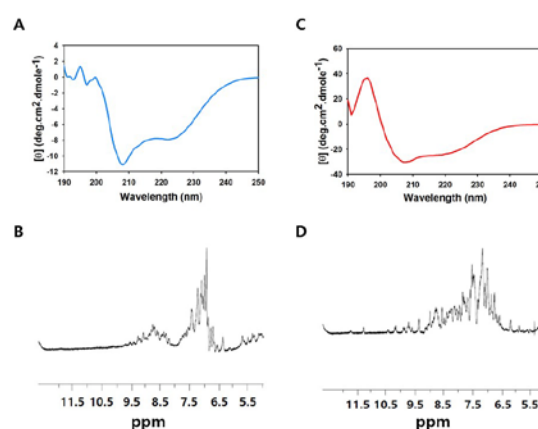 A
[θ] (deg.cm².dmole⁻¹)
4
2
0
-2
-4
-6
-8
-10
-12
190 200 210 220 230 240 250
Wavelength (nm)
C
[θ] (deg.cm².dmole⁻¹)
60
40
20
0
-20
-40
190 200 210 220 230 240 250
Wavelength (nm)
B
11.5 10.5 9.5 8.5 7.5 6.5 5.5
ppm
D
11.5 10.5 9.5 8.5 7.5 6.5 5.5
ppm